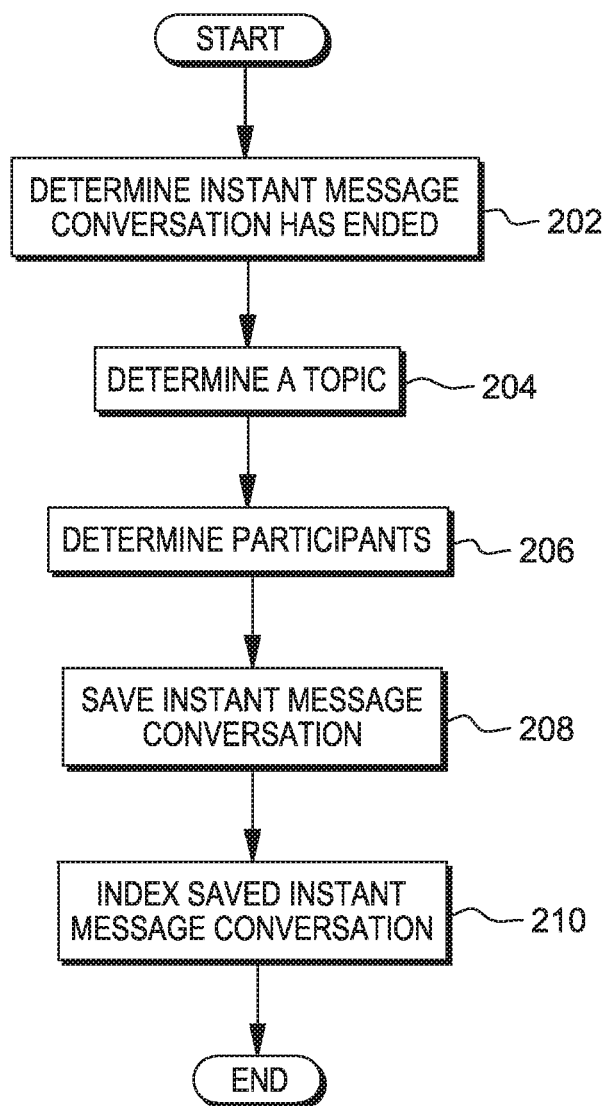 START
DETERMINE INSTANT MESSAGE
CONVERSATION HAS ENDED
202
DETERMINE A TOPIC
204
DETERMINE PARTICIPANTS
206
SAVE INSTANT MESSAGE
CONVERSATION
208
INDEX SAVED INSTANT
MESSAGE CONVERSATION
210
END